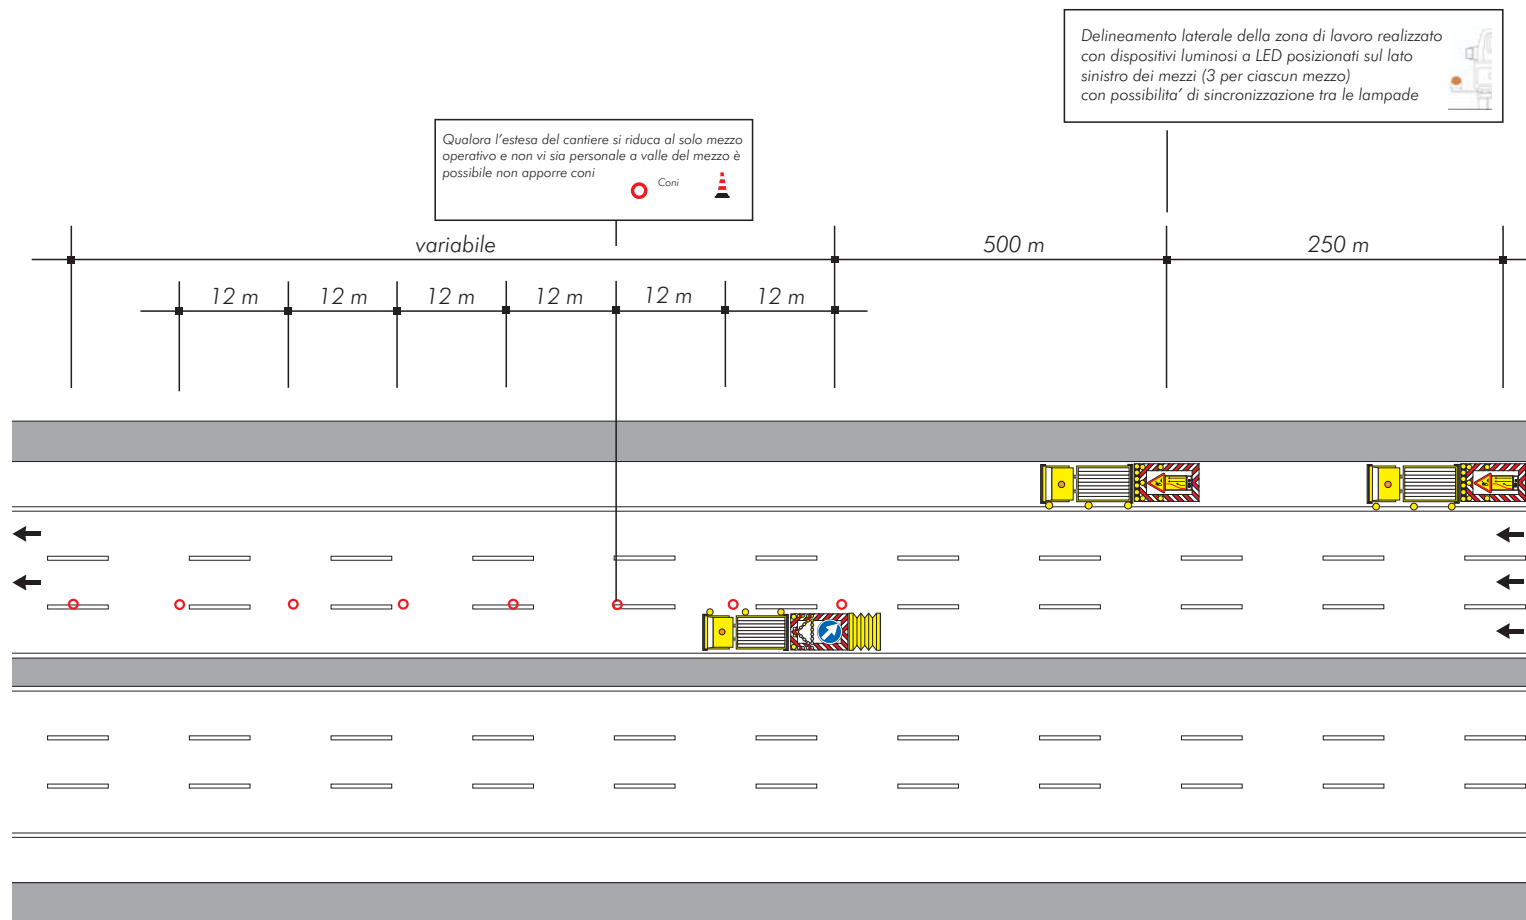 Delineamento laterale della zona di lavoro realizzato
con dispositivi luminosi a LED posizionati sul lato
sinistro dei mezzi (3 per ciascun mezzo)
con possibilita' di sincronizzazione tra le lampade
Qualora l'estesa del cantiere si riduca al solo mezzo
operativo e non vi sia personale a valle del mezzo è
possibile non apporre coni
Coni
variabile
500 m
250 m
12 m
12 m
12 m
12 m
12 m
12 m